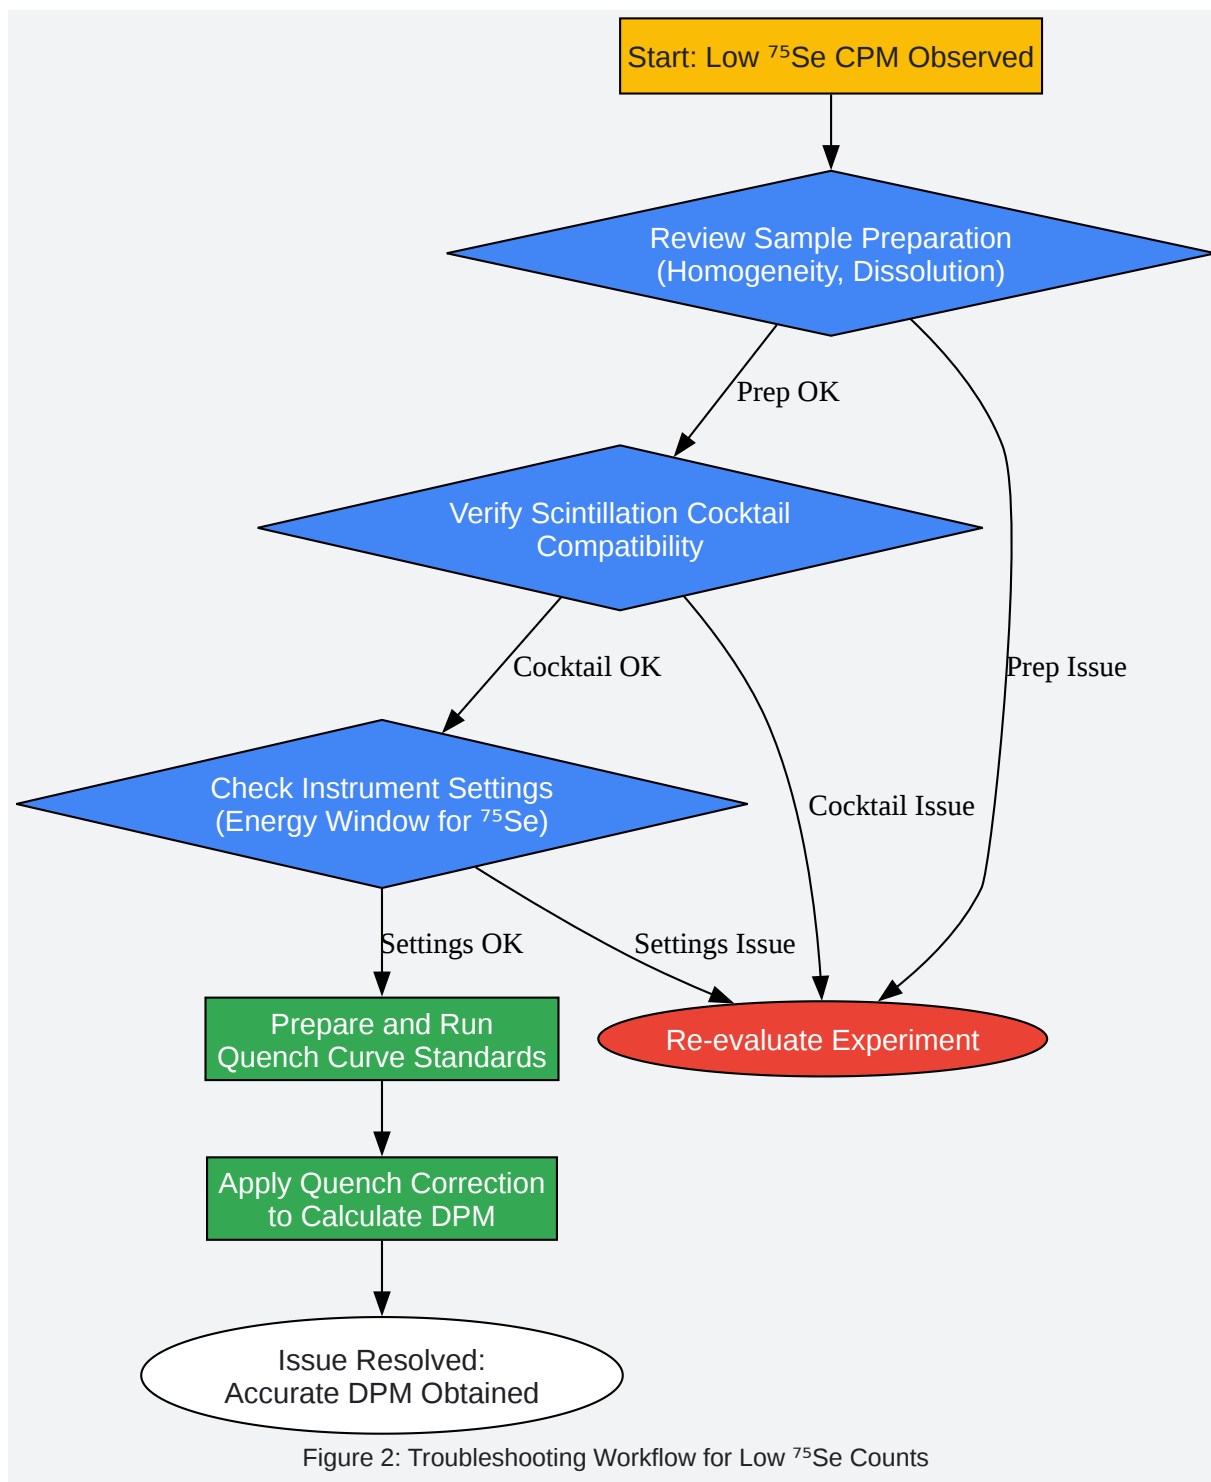 Start: Low ⁷⁵Se CPM Observed
Review Sample Preparation
(Homogeneity, Dissolution)
Prep OK
Verify Scintillation Cocktail
Compatibility
Cocktail OK
Prep Issue
Check Instrument Settings
(Energy Window for ⁷⁵Se)
Cocktail Issue
Settings OK
Settings Issue
Prepare and Run
Quench Curve Standards
Re-evaluate Experiment
Apply Quench Correction
to Calculate DPM
Issue Resolved:
Accurate DPM Obtained
Figure 2: Troubleshooting Workflow for Low ⁷⁵Se Counts